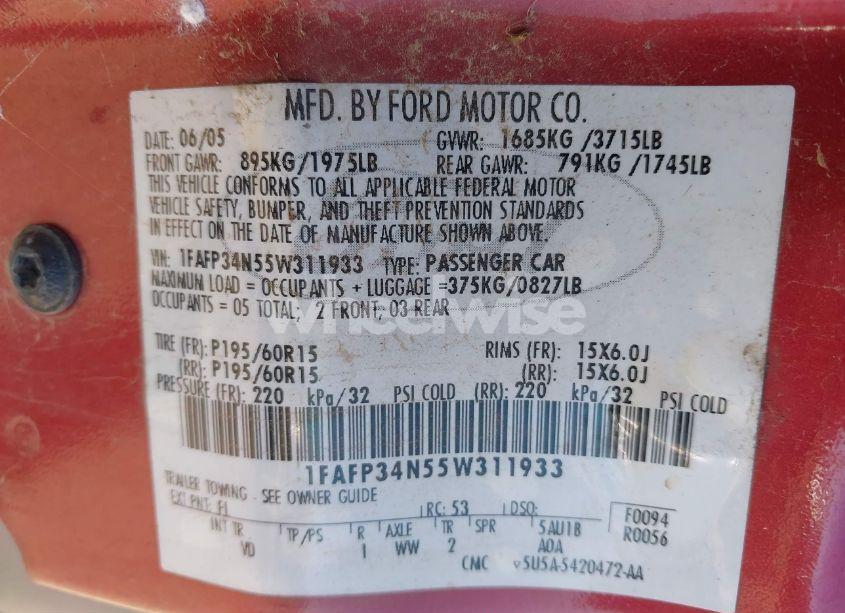 MFD. BY FORD MOTOR CO.
DATE: 06/05 GVWR: 1685KG /3715LB
FRONT GAWR: 895KG/1975LB REAR GAWR: 791KG /1745LB
THIS VEHICLE CONFORMS TO ALL APPLICABLE FEDERAL MOTOR
VEHICLE SAFETY, BUMPER, AND THEFT PREVENTION STANDARDS
IN EFFECT ON THE DATE OF MANUFACTURE SHOWN ABOVE.
VIN: 1FAFP34N55W311933 TYPE: PASSENGER CAR
MAXIMUM LOAD = OCCUPANTS + LUGGAGE =375KG/0827LB
OCCUPANTS = 05 TOTAL; 2 FRONT, 03 REAR
wheelwise
TIRE (FR): P195/60R15 RIMS (FR): 15X6.0J
(RR): P195/60R15 (RR): 15X6.0J
PRESSURE (FR): 220 kPa/32 PSI COLD (RR): 220 kPa/32 PSI COLD
1FAFP34N55W311933
TRAILER TOWING - SEE OWNER GUIDE
EXT PNT: FI RC: 53 DSO: F0094
INT TR TP/PS R AXLE TR SPR 5AU1B R0056
VD I WW 2 A0A
CMC v5U5A-5420472-AA